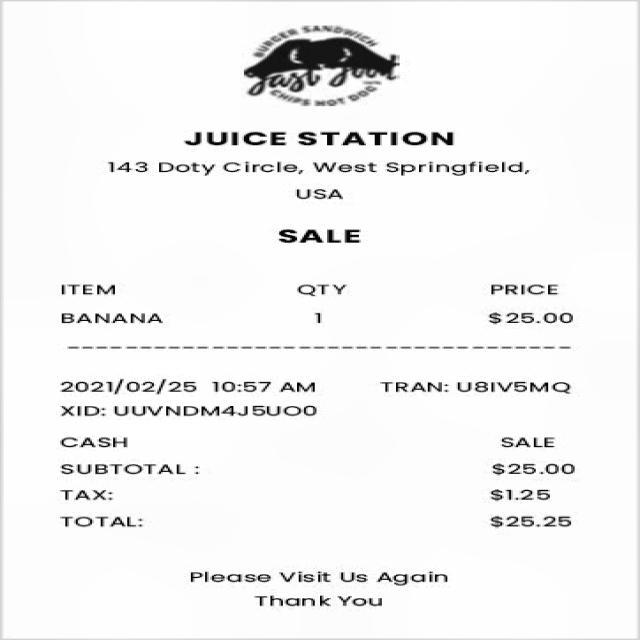 BURGER SANDWICH
Fast Food
CHIPS HOT DOG
JUICE STATION
143 Doty Circle, West Springfield,
USA
SALE
ITEM QTY PRICE
BANANA 1 $25.00
2021/02/25 10:57 AM TRAN: U8IV5MQ
XID: UUVNDM4J5UO0
CASH SALE
SUBTOTAL : $25.00
TAX: $1.25
TOTAL: $25.25
Please Visit Us Again
Thank You